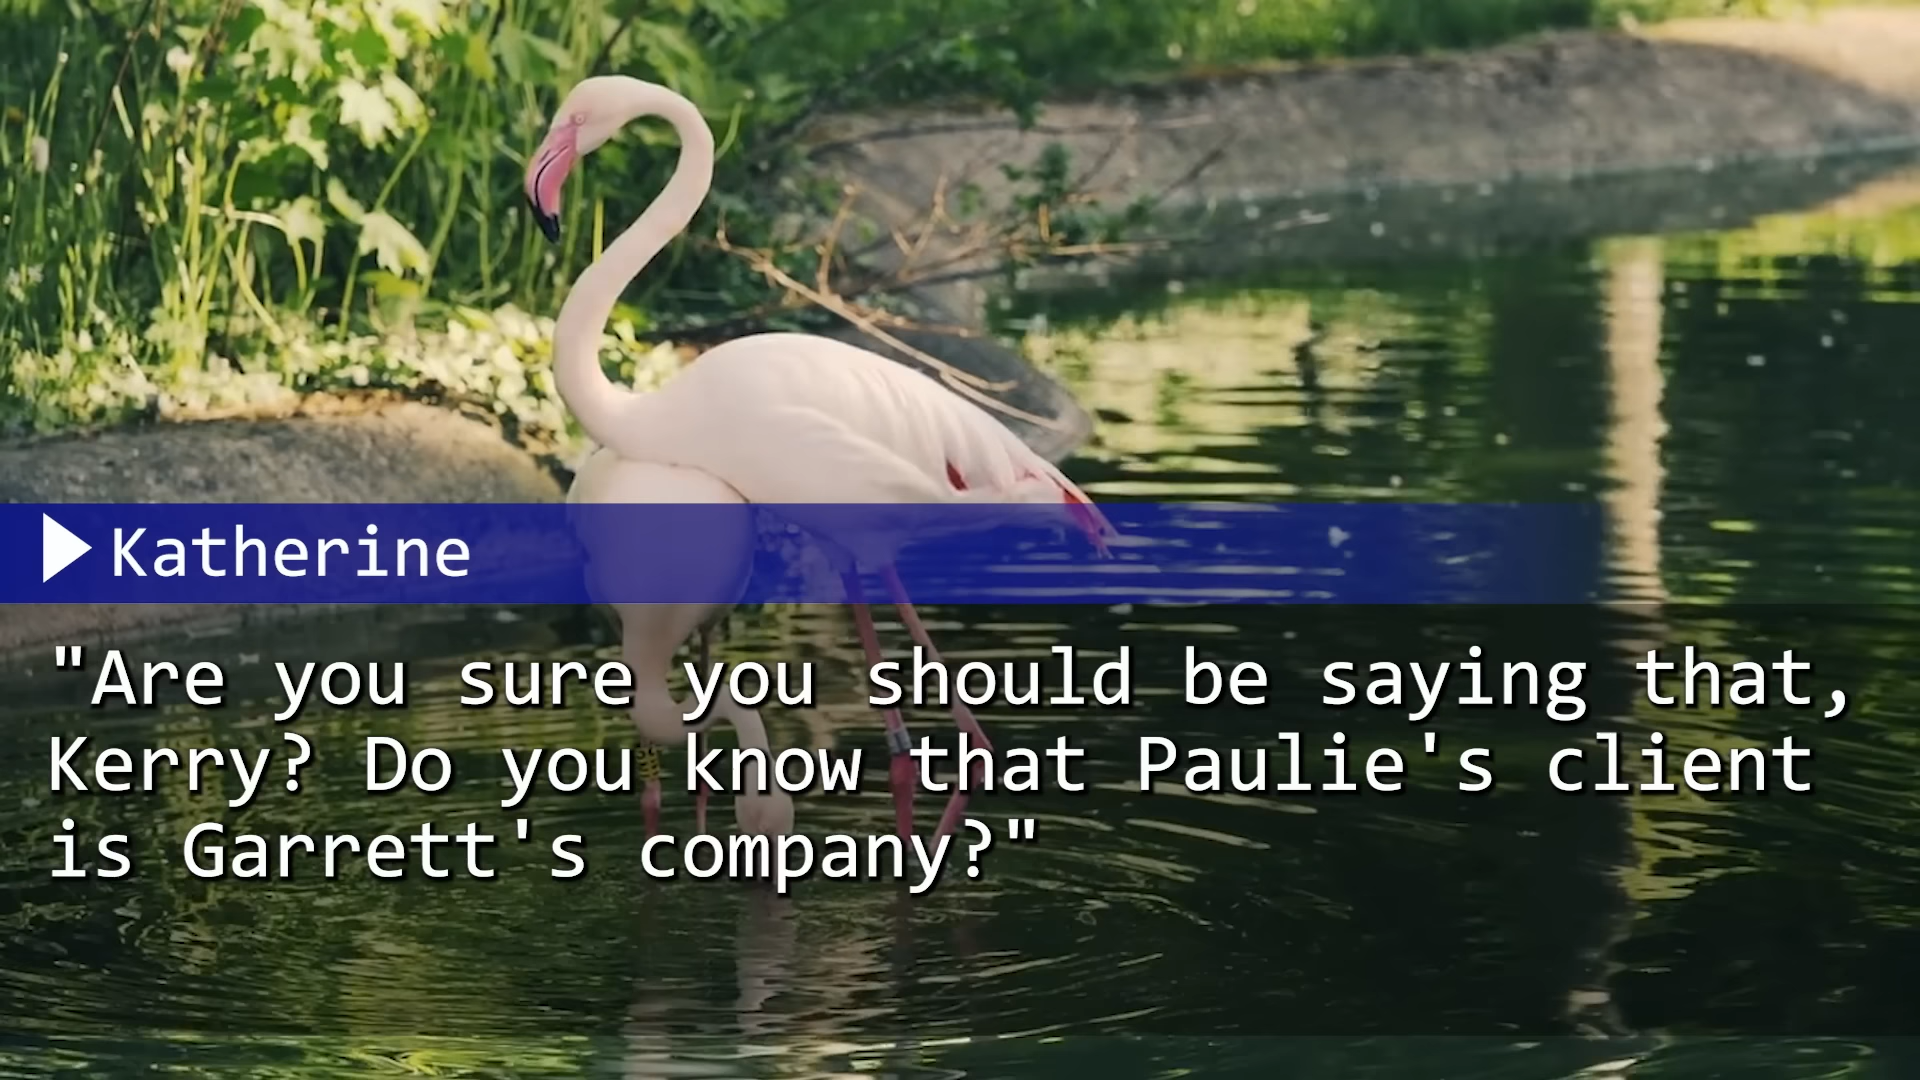 Katherine
"Are you sure you should be saying that,
Kerry? Do you know that Paulie's client
is Garrett's company?"